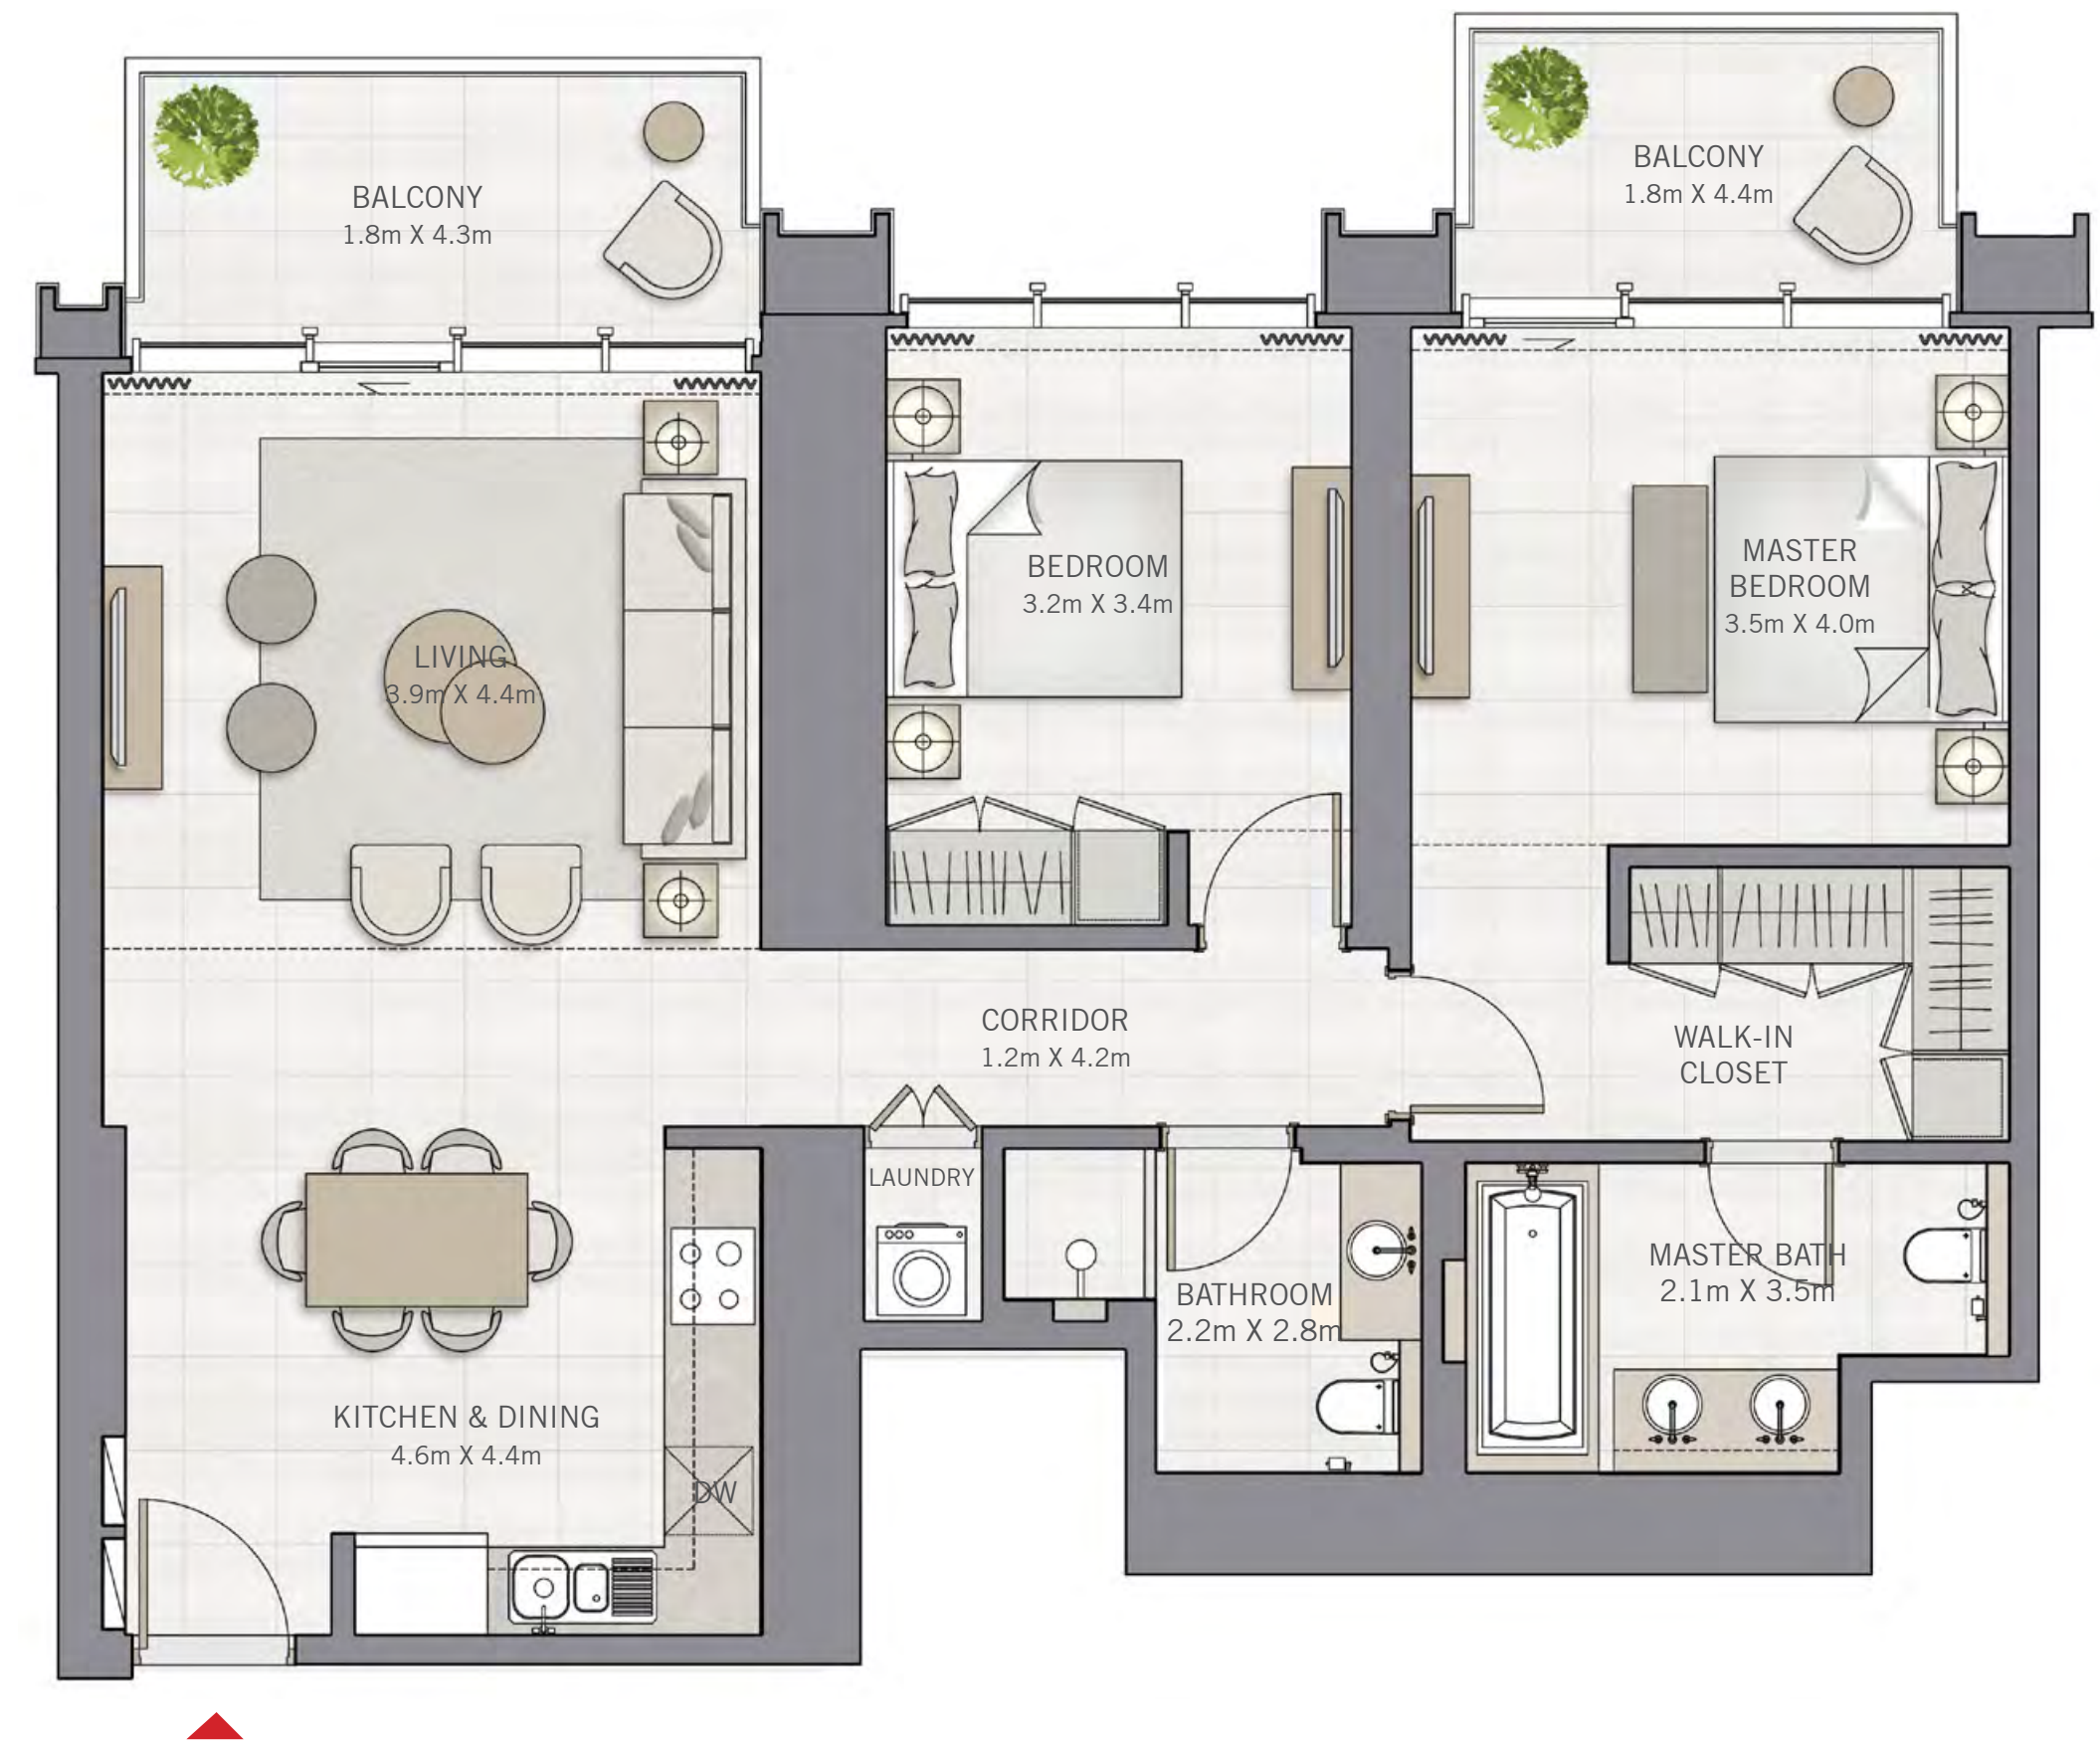 BALCONY
1.8m X 4.3m
BALCONY
1.8m X 4.4m
LIVING
3.9m X 4.4m
BEDROOM
3.2m X 3.4m
MASTER
BEDROOM
3.5m X 4.0m
CORRIDOR
1.2m X 4.2m
WALK-IN
CLOSET
LAUNDRY
BATHROOM
2.2m X 2.8m
MASTER BATH
2.1m X 3.5m
KITCHEN & DINING
4.6m X 4.4m
DW